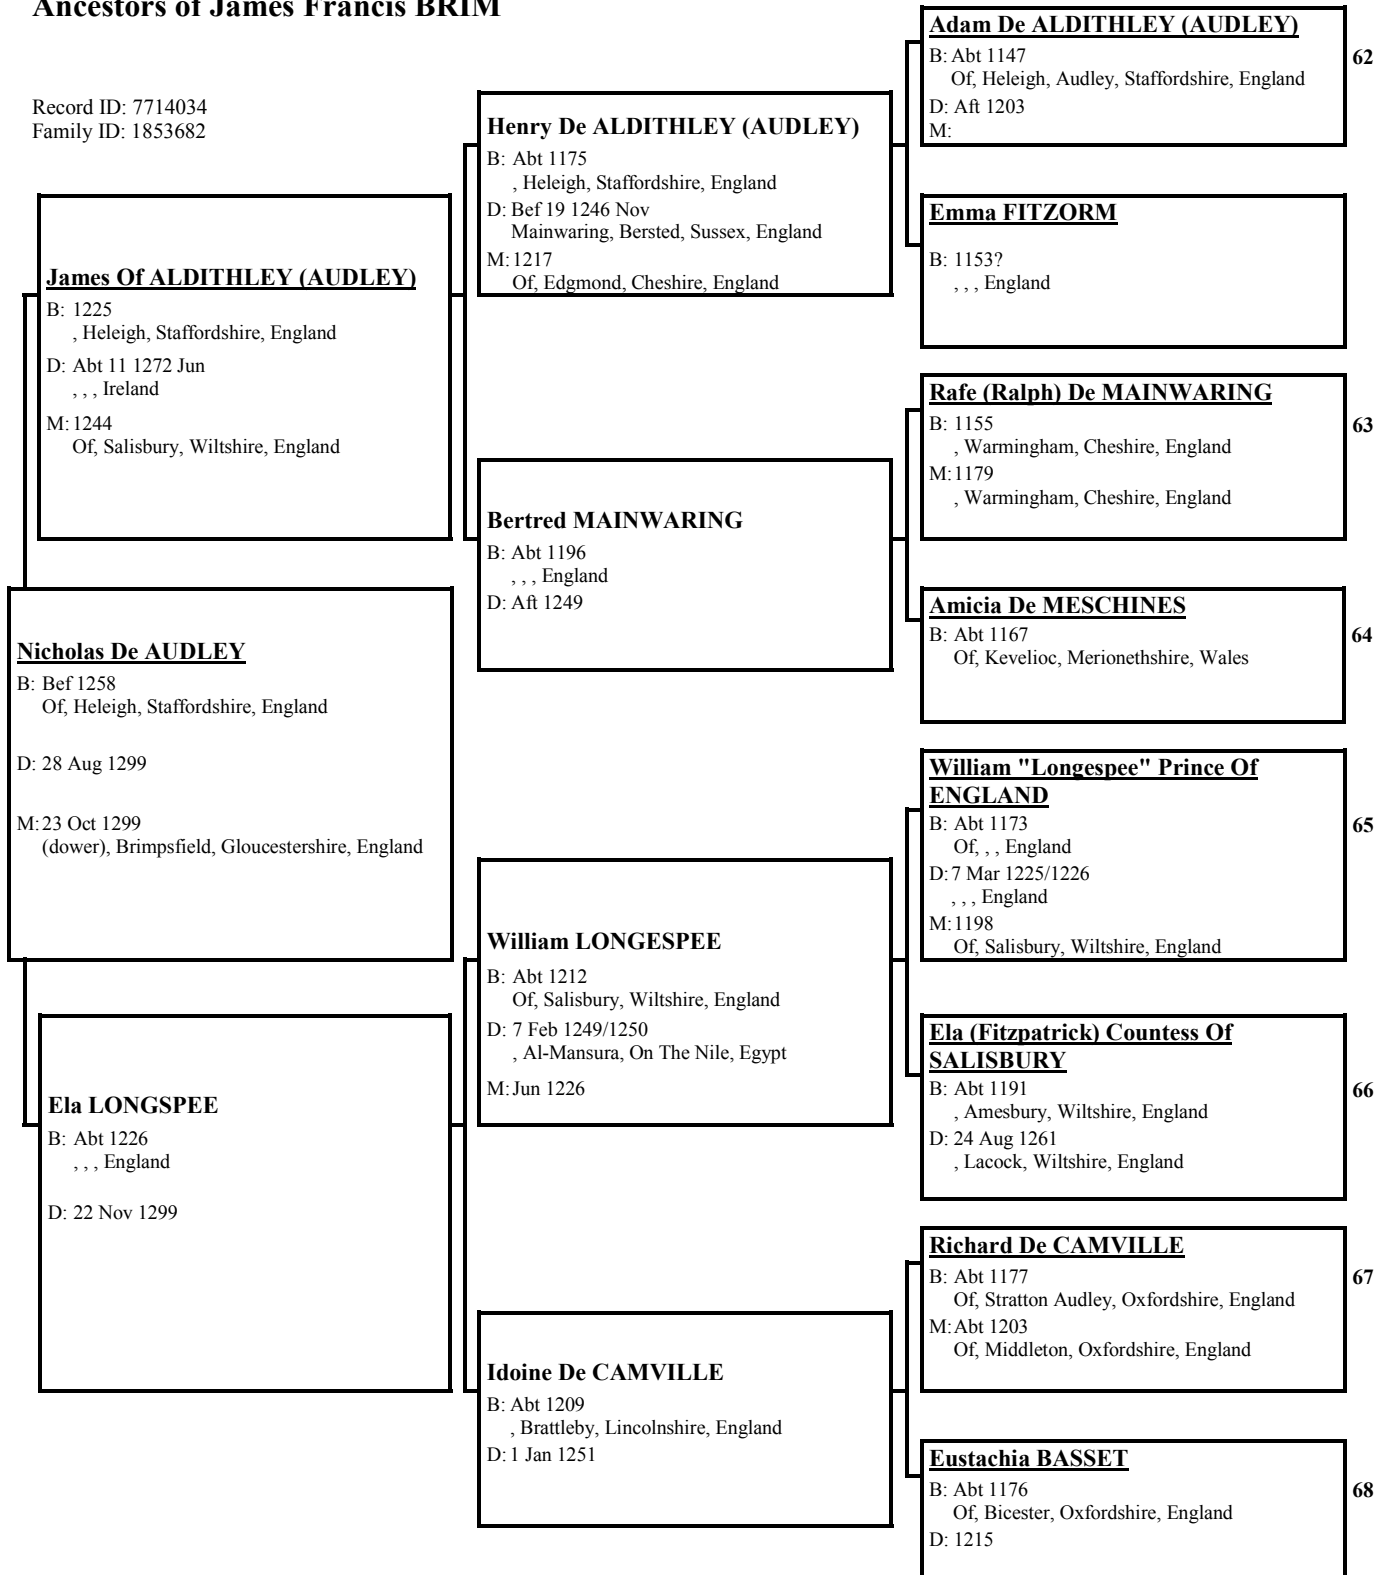 Ancestors of James Francis BRIM
Record ID: 7714034
Family ID: 1853682
Nicholas De AUDLEY
B: Bef 1258
Of, Heleigh, Staffordshire, England
D: 28 Aug 1299
M: 23 Oct 1299
(dower), Brimpsfield, Gloucestershire, England
James Of ALDITHLEY (AUDLEY)
B: 1225
, Heleigh, Staffordshire, England
D: Abt 11 1272 Jun
, , , Ireland
M: 1244
Of, Salisbury, Wiltshire, England
Ela LONGSPEE
B: Abt 1226
, , , England
D: 22 Nov 1299
Henry De ALDITHLEY (AUDLEY)
B: Abt 1175
, Heleigh, Staffordshire, England
D: Bef 19 1246 Nov
Mainwaring, Bersted, Sussex, England
M: 1217
Of, Edgmond, Cheshire, England
Bertred MAINWARING
B: Abt 1196
, , , England
D: Aft 1249
William LONGESPEE
B: Abt 1212
Of, Salisbury, Wiltshire, England
D: 7 Feb 1249/1250
, Al-Mansura, On The Nile, Egypt
M: Jun 1226
Idoine De CAMVILLE
B: Abt 1209
, Brattleby, Lincolnshire, England
D: 1 Jan 1251
Adam De ALDITHLEY (AUDLEY)
B: Abt 1147
Of, Heleigh, Audley, Staffordshire, England
D: Aft 1203
M:
62
Emma FITZORM
B: 1153?
, , , England
Rafe (Ralph) De MAINWARING
B: 1155
, Warmingham, Cheshire, England
M: 1179
, Warmingham, Cheshire, England
63
Amicia De MESCHINES
B: Abt 1167
Of, Kevelioc, Merionethshire, Wales
64
William "Longespee" Prince Of
ENGLAND
B: Abt 1173
Of, , , England
D: 7 Mar 1225/1226
, , , England
M: 1198
Of, Salisbury, Wiltshire, England
65
Ela (Fitzpatrick) Countess Of
SALISBURY
B: Abt 1191
, Amesbury, Wiltshire, England
D: 24 Aug 1261
, Lacock, Wiltshire, England
66
Richard De CAMVILLE
B: Abt 1177
Of, Stratton Audley, Oxfordshire, England
M: Abt 1203
Of, Middleton, Oxfordshire, England
67
Eustachia BASSET
B: Abt 1176
Of, Bicester, Oxfordshire, England
D: 1215
68